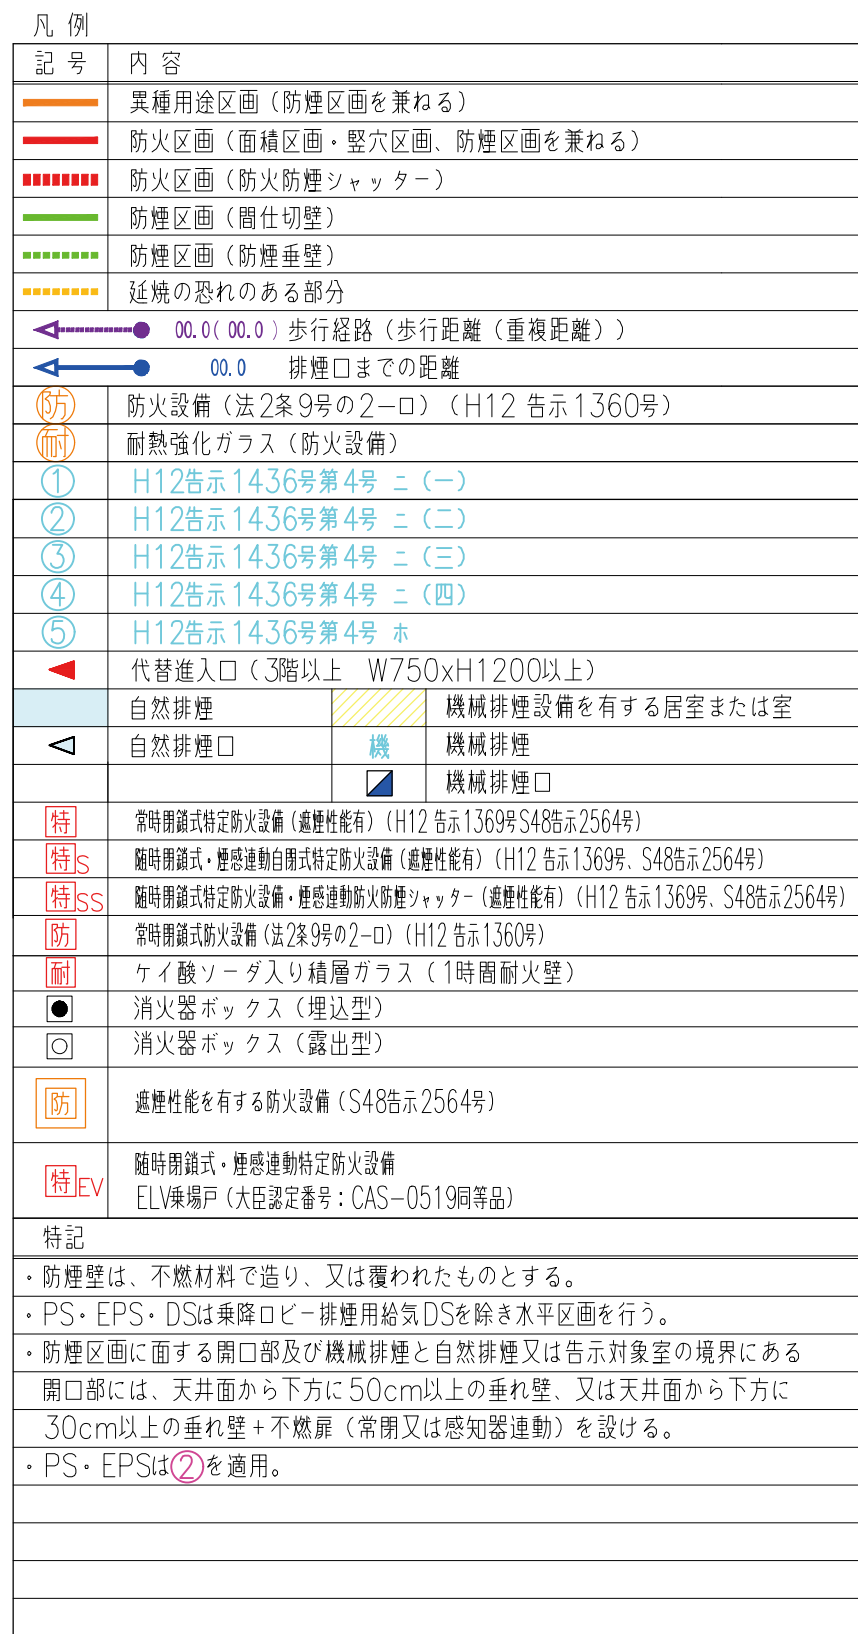 凡 例
記 号 内 容
異種用途区画（防煙区画を兼ねる）
防火区画（面積区画・竪穴区画、防煙区画を兼ねる）
防火区画（防火防煙シャッター）
防煙区画（間仕切壁）
防煙区画（防煙垂壁）
延焼の恐れのある部分
00.0(00.0) 歩行経路（歩行距離（重複距離））
00.0 排煙口までの距離
防 防火設備（法2条9号の2ーロ）（H12 告示1360号）
耐 耐熱強化ガラス（防火設備）
① H12告示1436号第4号 ニ（一）
② H12告示1436号第4号 ニ（二）
③ H12告示1436号第4号 ニ（三）
④ H12告示1436号第4号 ニ（四）
⑤ H12告示1436号第4号 ホ
代替進入口（3階以上 W750xH1200以上）
自然排煙 機械排煙設備を有する居室または室
自然排煙口 機 機械排煙
機械排煙口
特 常時閉鎖式特定防火設備（遮煙性能有）（H12 告示1369号S48告示2564号）
特S 随時閉鎖式・煙感連動自閉式特定防火設備（遮煙性能有）（H12 告示1369号、S48告示2564号）
特SS 随時閉鎖式特定防火設備・煙感連動防火防煙シャッター（遮煙性能有）（H12 告示1369号、S48告示2564号）
防 常時閉鎖式防火設備（法2条9号の2ーロ）（H12 告示1360号）
耐 ケイ酸ソーダ入り積層ガラス（1時間耐火壁）
消火器ボックス（埋込型）
消火器ボックス（露出型）
防 遮煙性能を有する防火設備（S48告示2564号）
特EV 随時閉鎖式・煙感連動特定防火設備
ELV乗場戸（大臣認定番号：CAS−0519同等品）
特記
・防煙壁は、不燃材料で造り、又は覆われたものとする。
・PS・EPS・DSは乗降ロビー排煙用給気DSを除き水平区画を行う。
・防煙区画に面する開口部及び機械排煙と自然排煙又は告示対象室の境界にある
開口部には、天井面から下方に50cm以上の垂れ壁、又は天井面から下方に
30cm以上の垂れ壁+不燃扉（常閉又は感知器連動）を設ける。
・PS・EPSは②を適用。